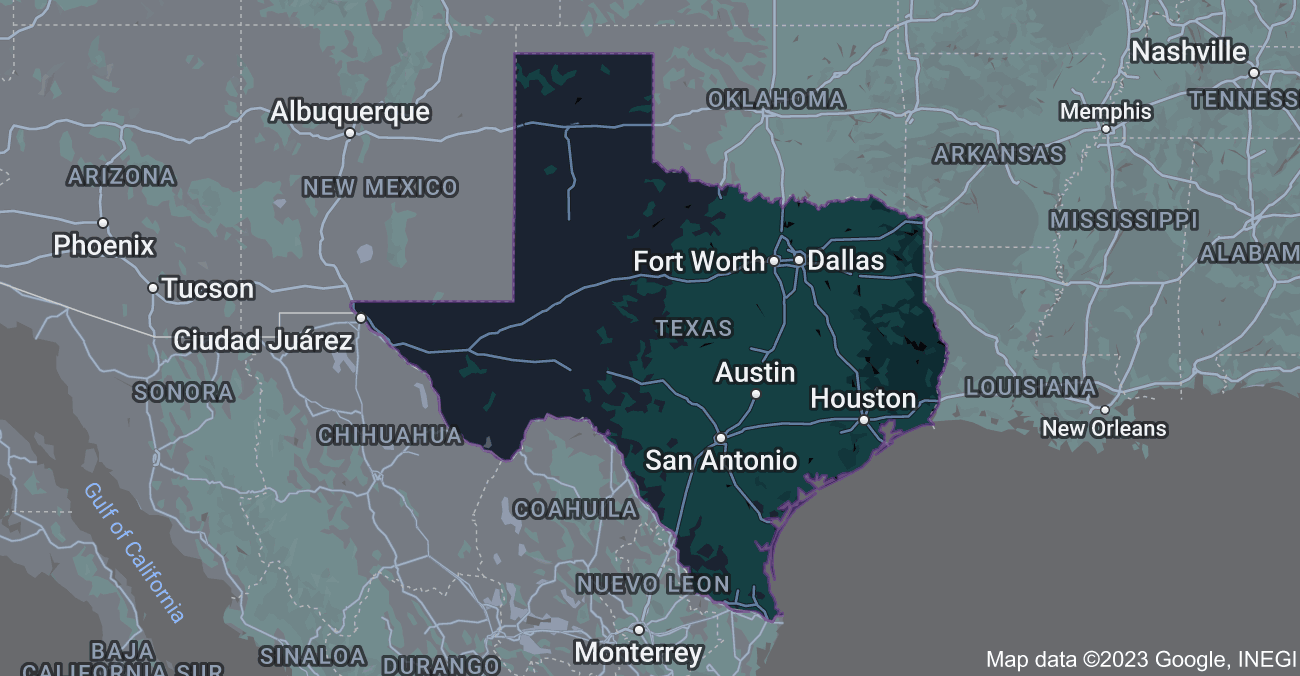 Nashville
Albuquerque
OKLAHOMA
TENNESS
Memphis
ARKANSAS
ARIZONA
NEW MEXICO
MISSISSIPPI
Phoenix
ALABAM
Fort Worth
Dallas
Tucson
TEXAS
Ciudad Juárez
Austin
LOUISIANA
SONORA
Houston
New Orleans
CHIHUAHUA
San Antonio
COAHUILA
Gulf of California
NUEVO LEON
BAJA
CALIFORNIA SUR
SINALOA
DURANGO
Monterrey
Map data ©2023 Google, INEGI